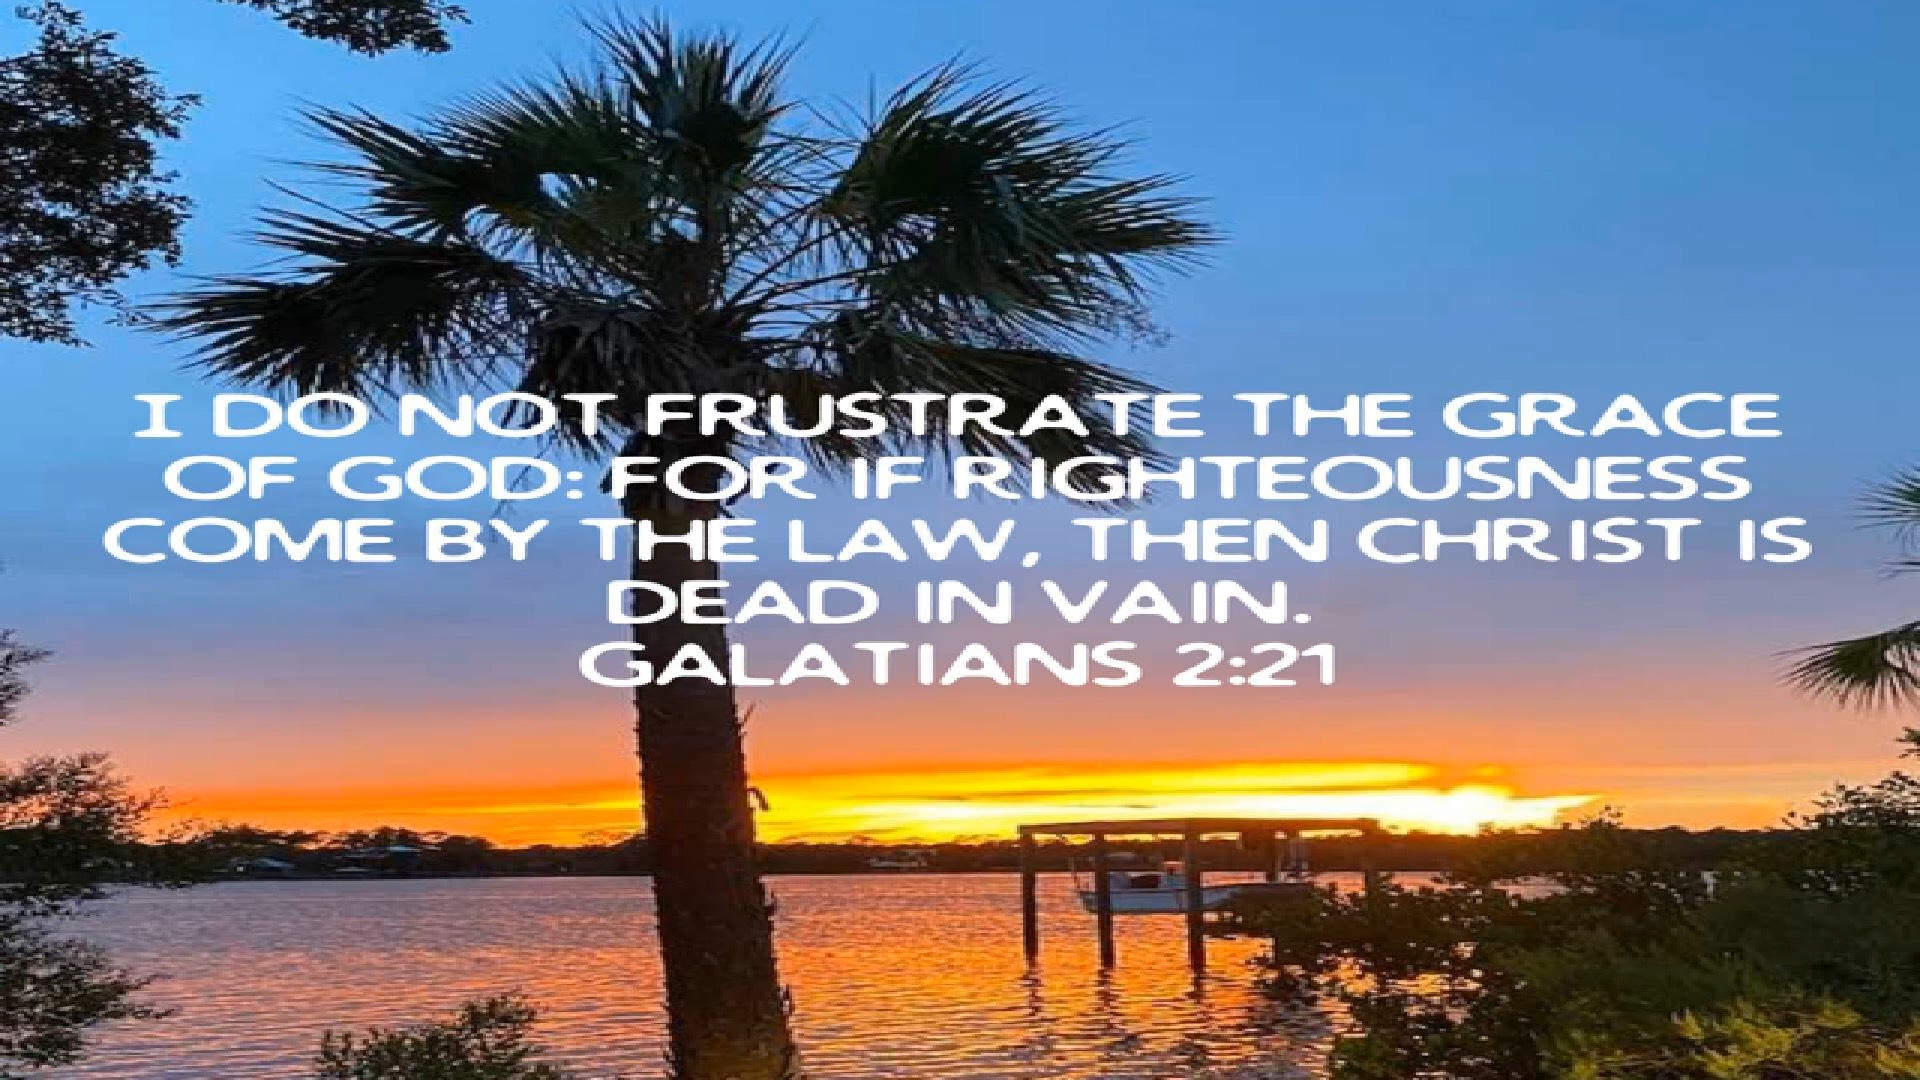 I DO NOT FRUSTRATE THE GRACE
OF GOD: FOR IF RIGHTEOUSNESS
COME BY THE LAW, THEN CHRIST IS
DEAD IN VAIN.
GALATIANS 2:21